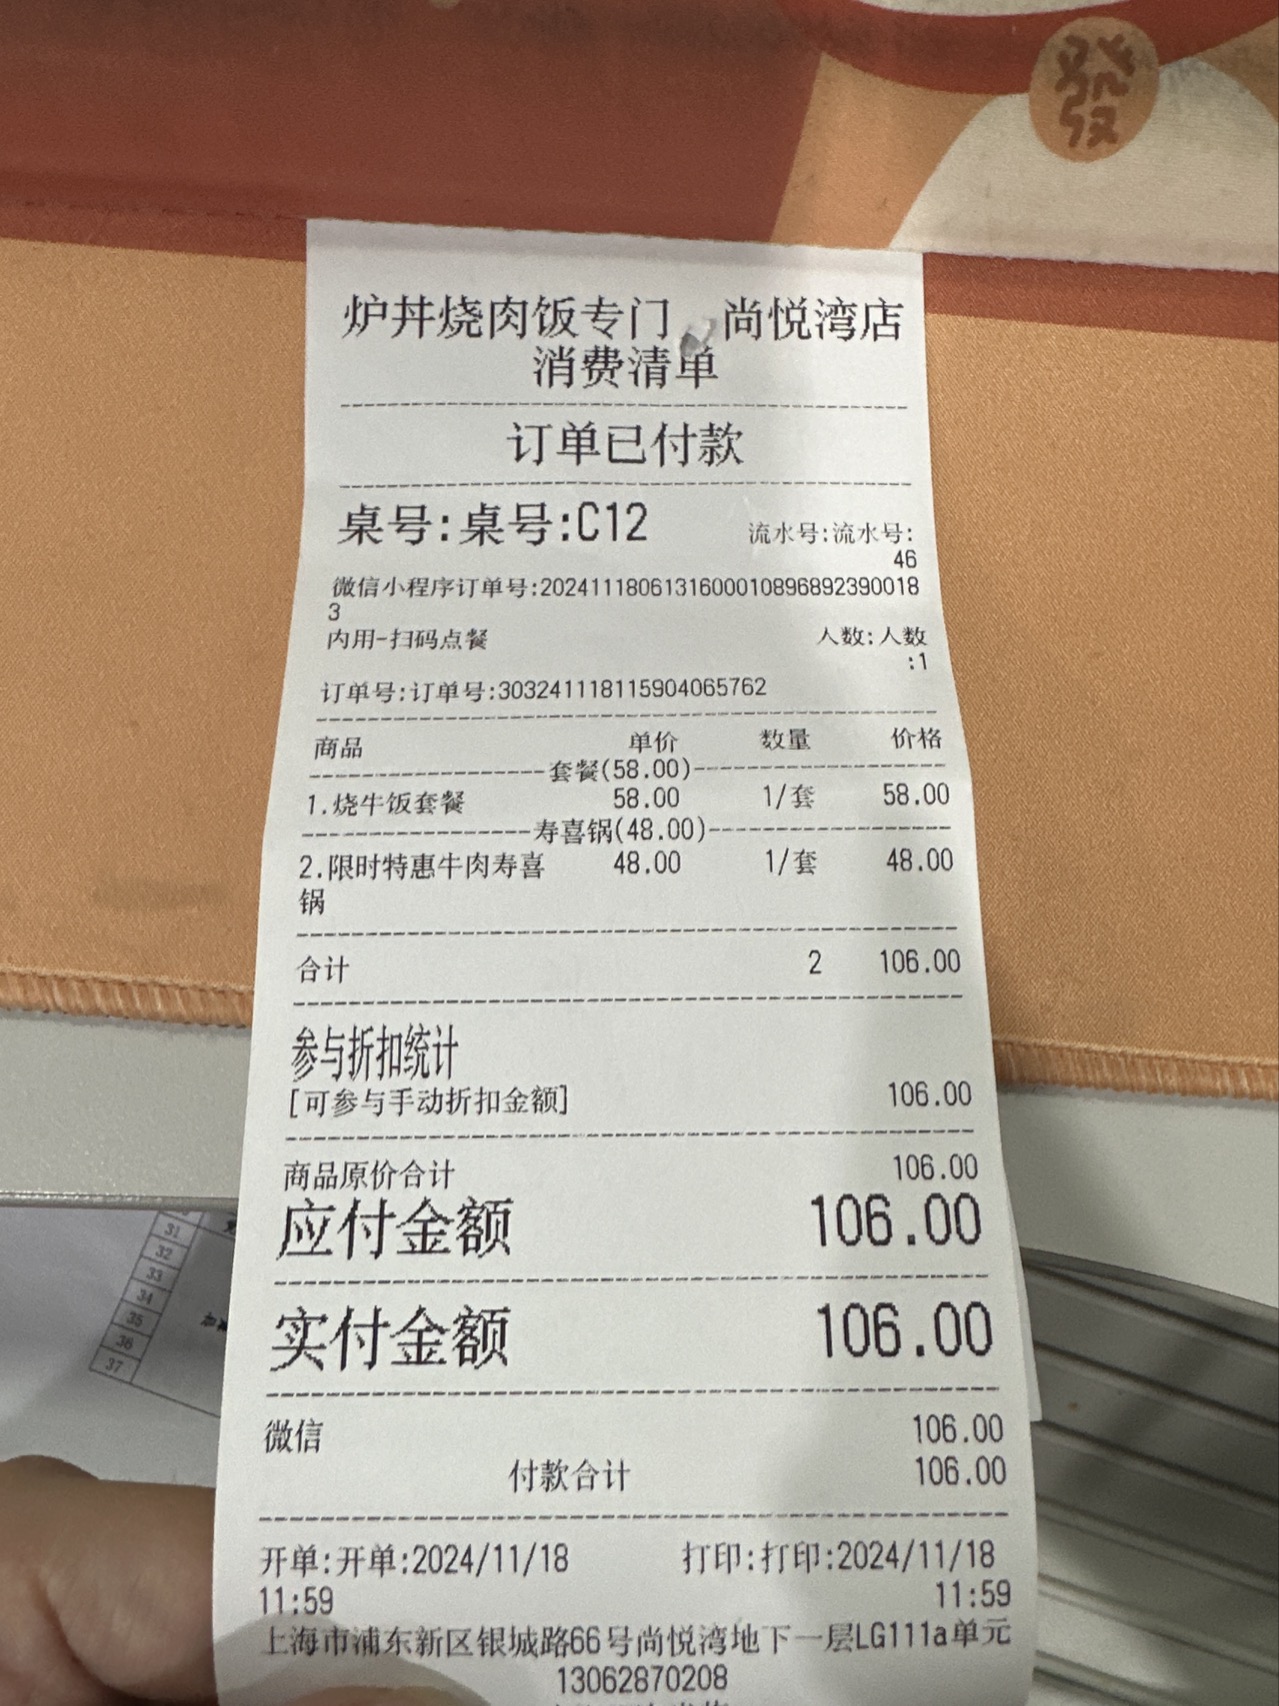 發
炉丼烧肉饭专门 尚悦湾店
消费清单
订单已付款
桌号:桌号:C12 流水号:流水号:
46
微信小程序订单号:2024111806131600010896892390018
3
内用-扫码点餐 人数:人数
:1
订单号:订单号:303241118115904065762
商品 单价 数量 价格
套餐(58.00)
1.烧牛饭套餐 58.00 1/套 58.00
寿喜锅(48.00)
2.限时特惠牛肉寿喜 48.00 1/套 48.00
锅
合计 2 106.00
参与折扣统计
[可参与手动折扣金额] 106.00
商品原价合计 106.00
应付金额 106.00
实付金额 106.00
微信 106.00
付款合计 106.00
开单:开单:2024/11/18 打印:打印:2024/11/18
11:59 11:59
上海市浦东新区银城路66号尚悦湾地下一层LG111a单元
13062870208
31
32
33
34
35
36
37